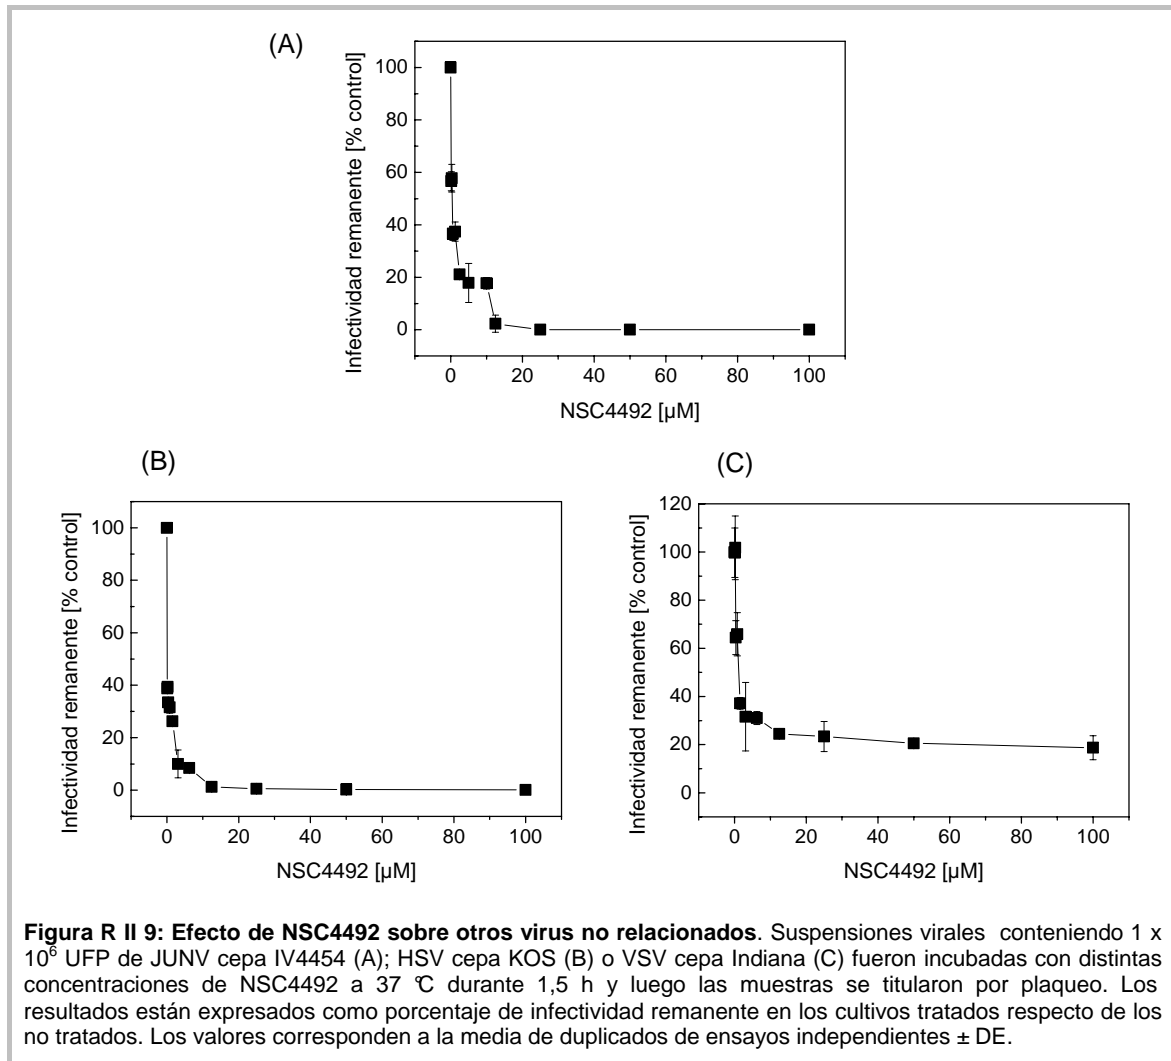 (A)
Infectividad remanente [% control]
100
80
60
40
20
0
0 20 40 60 80 100
NSC4492 [µM]
(B)
Infectividad remanente [% control]
100
80
60
40
20
0
0 20 40 60 80 100
NSC4492 [µM]
(C)
Infectividad remanente [% control]
120
100
80
60
40
20
0
0 20 40 60 80 100
NSC4492 [µM]
Figura R II 9: Efecto de NSC4492 sobre otros virus no relacionados. Suspensiones virales conteniendo 1 x
10⁶ UFP de JUNV cepa IV4454 (A); HSV cepa KOS (B) o VSV cepa Indiana (C) fueron incubadas con distintas
concentraciones de NSC4492 a 37 ℃ durante 1,5 h y luego las muestras se titularon por plaqueo. Los
resultados están expresados como porcentaje de infectividad remanente en los cultivos tratados respecto de los
no tratados. Los valores corresponden a la media de duplicados de ensayos independientes ± DE.